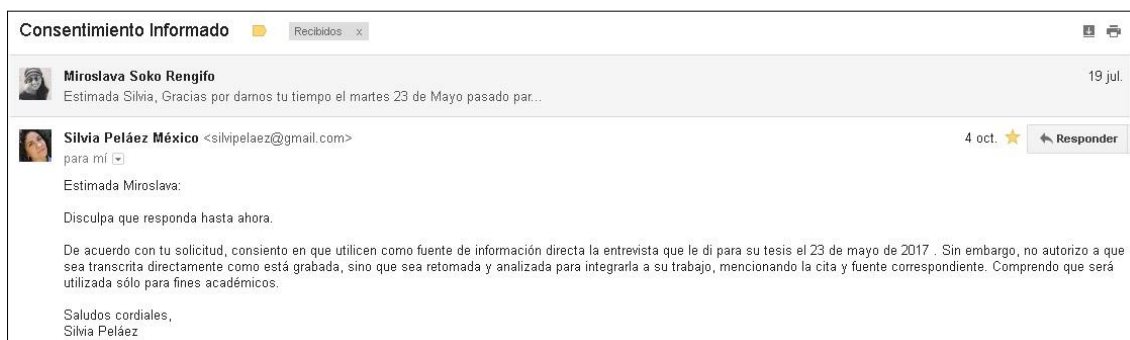 Consentimiento Informado Recibidos x
Miroslava Soko Rengifo 19 jul.
Estimada Silvia, Gracias por darnos tu tiempo el martes 23 de Mayo pasado par...
Silvia Peláez México <silvipelaez@gmail.com> 4 oct. Responder
para mí
Estimada Miroslava:
Disculpa que responda hasta ahora.
De acuerdo con tu solicitud, consiento en que utilicen como fuente de información directa la entrevista que le di para su tesis el 23 de mayo de 2017 . Sin embargo, no autorizo a que
sea transcrita directamente como está grabada, sino que sea retomada y analizada para integrarla a su trabajo, mencionando la cita y fuente correspondiente. Comprendo que será
utilizada sólo para fines académicos.
Saludos cordiales,
Silvia Peláez